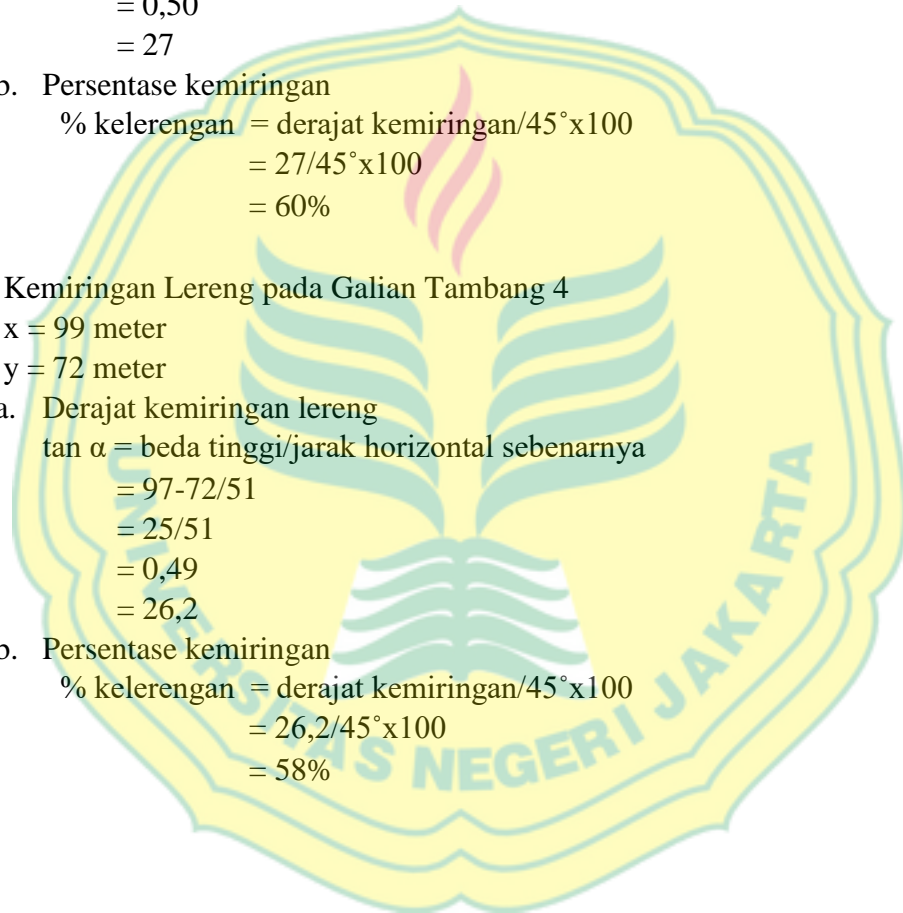 = 0,50
= 27
b. Persentase kemiringan
% kelerengan = derajat kemiringan/45˚x100
= 27/45˚x100
= 60%
Kemiringan Lereng pada Galian Tambang 4
x = 99 meter
y = 72 meter
a. Derajat kemiringan lereng
tan α = beda tinggi/jarak horizontal sebenarnya
= 97-72/51
= 25/51
= 0,49
= 26,2
b. Persentase kemiringan
% kelerengan = derajat kemiringan/45˚x100
= 26,2/45˚x100
= 58%
UNIVERSITAS NEGERI JAKARTA